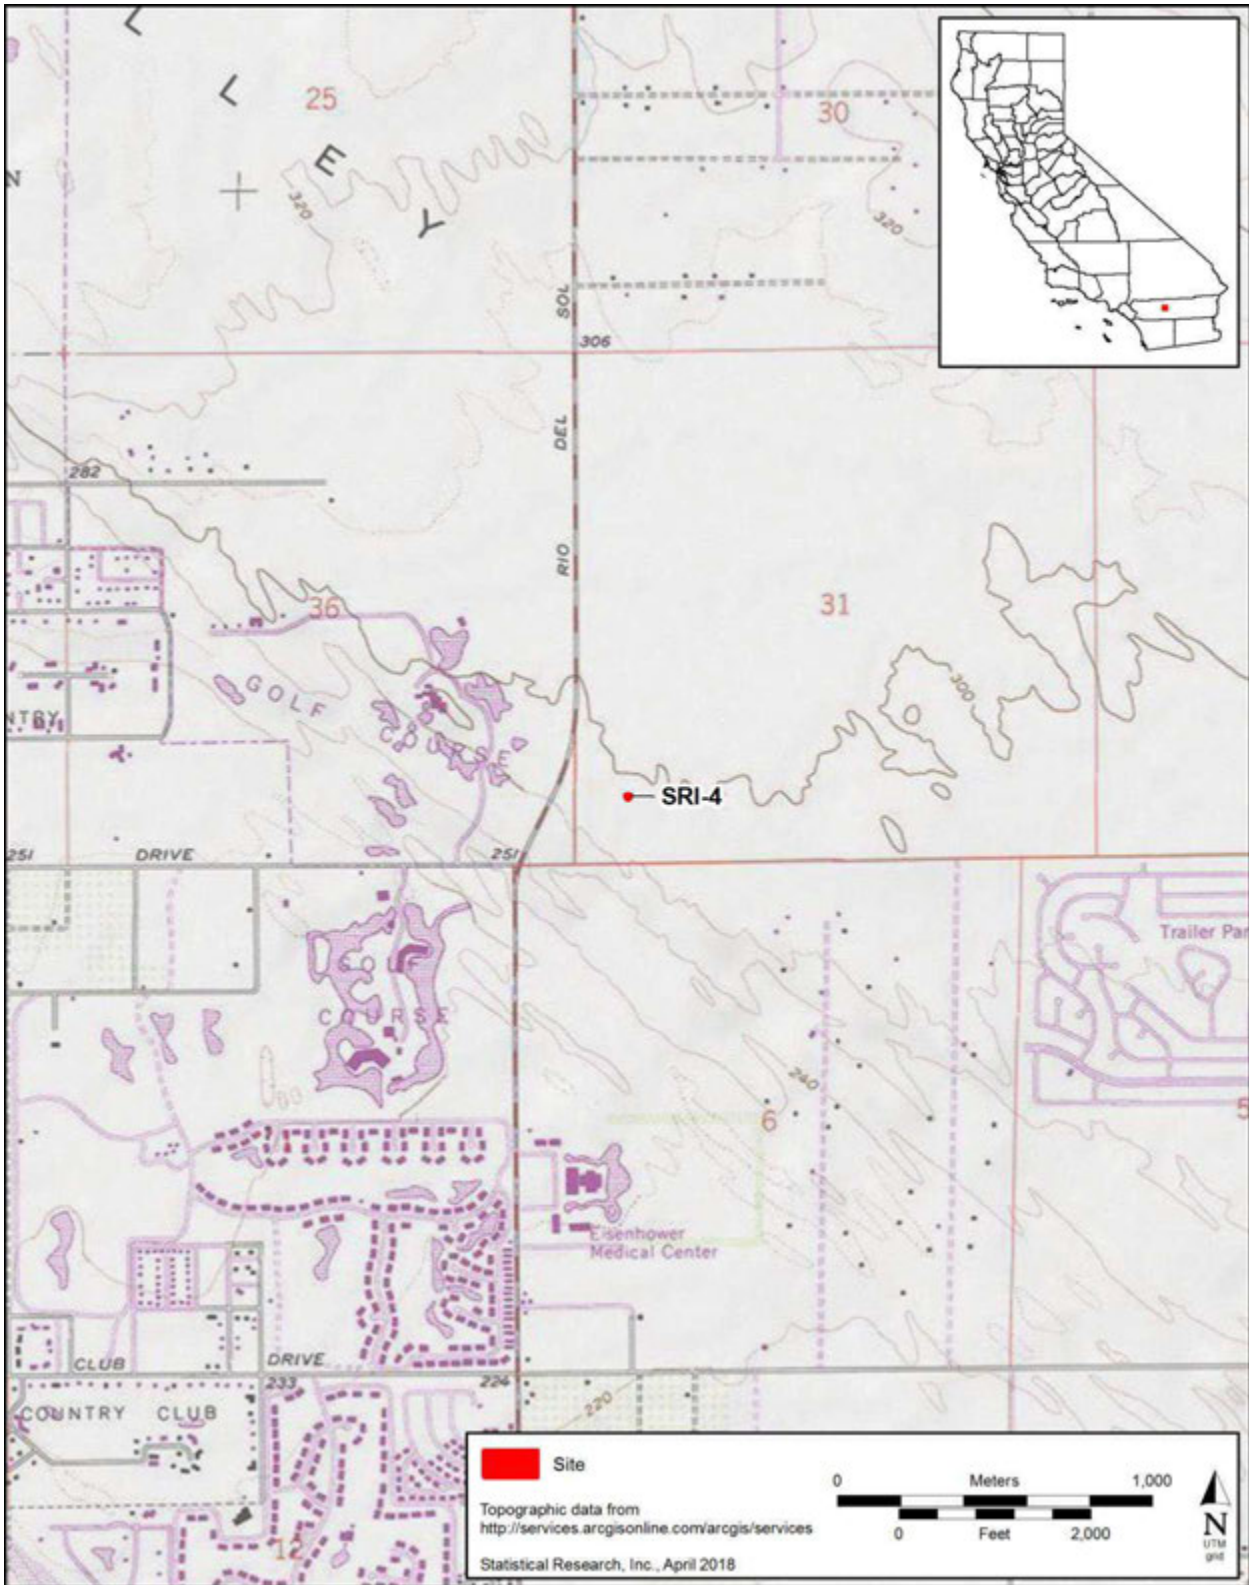 L
L
25
30
E
Y
320
320
SOL
306
DEL
282
RIO
36
31
GOLF
COURSE
300
NTRY
SRI-4
251
DRIVE
251
Trailer Par
COURSE
240
6
5
Eisenhower
Medical Center
CLUB
DRIVE
233
224
220
COUNTRY CLUB
12
Site
0 Meters 1,000
0 Feet 2,000
Topographic data from
http://services.arcgisonline.com/arcgis/services
Statistical Research, Inc., April 2018
N
UTM
grid